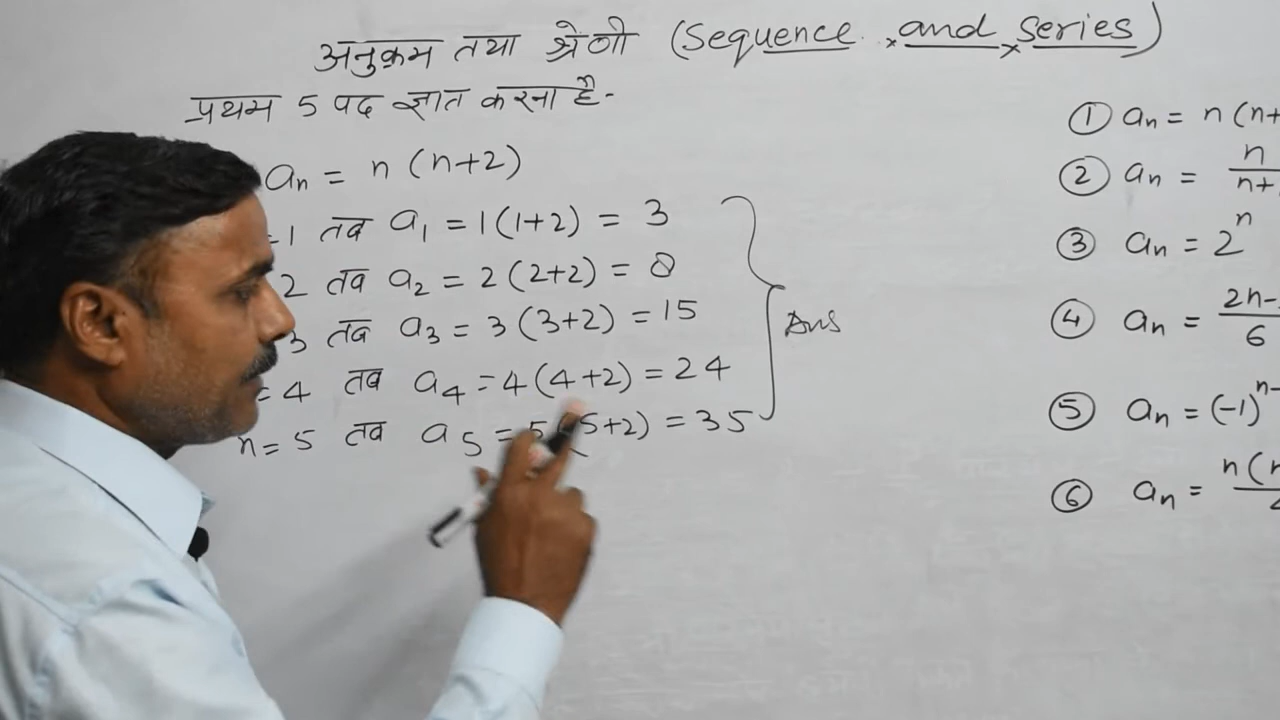 अनुक्रम तथा श्रेणी (Sequence and series)
प्रथम 5 पद ज्ञात करना है-
aₙ = n (n+2)
=1 तब a₁ = 1(1+2) = 3
2 तब a₂ = 2(2+2) = 8
3 तब a₃ = 3(3+2) = 15
=4 तब a₄ = 4(4+2) = 24
n=5 तब a₅ = 5(5+2) = 35
Ans
① aₙ = n(n+
② aₙ = n/n+
③ aₙ = 2ⁿ
④ aₙ = 2n-/6
⑤ aₙ = (-1)ⁿ⁻
⑥ aₙ = n(n